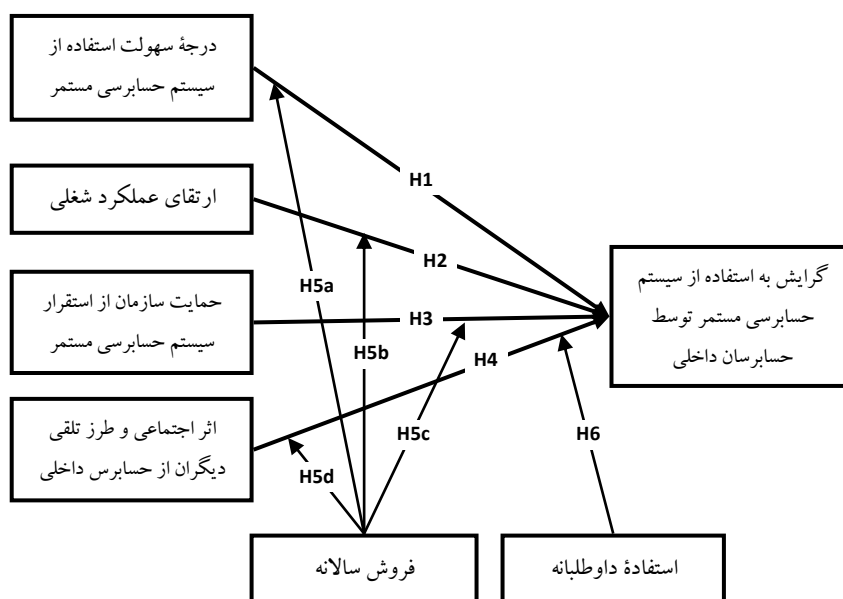 درجهٔ سهولت استفاده از
سیستم حسابرسی مستمر
H1
ارتقای عملکرد شغلی
H2
گرایش به استفاده از سیستم
حسابرسی مستمر توسط
حسابرسان داخلی
حمایت سازمان از استقرار
سیستم حسابرسی مستمر
H5a
H3
H5b
H4
اثر اجتماعی و طرز تلقی
دیگران از حسابرس داخلی
H5c
H6
H5d
فروش سالانه
استفادهٔ داوطلبانه